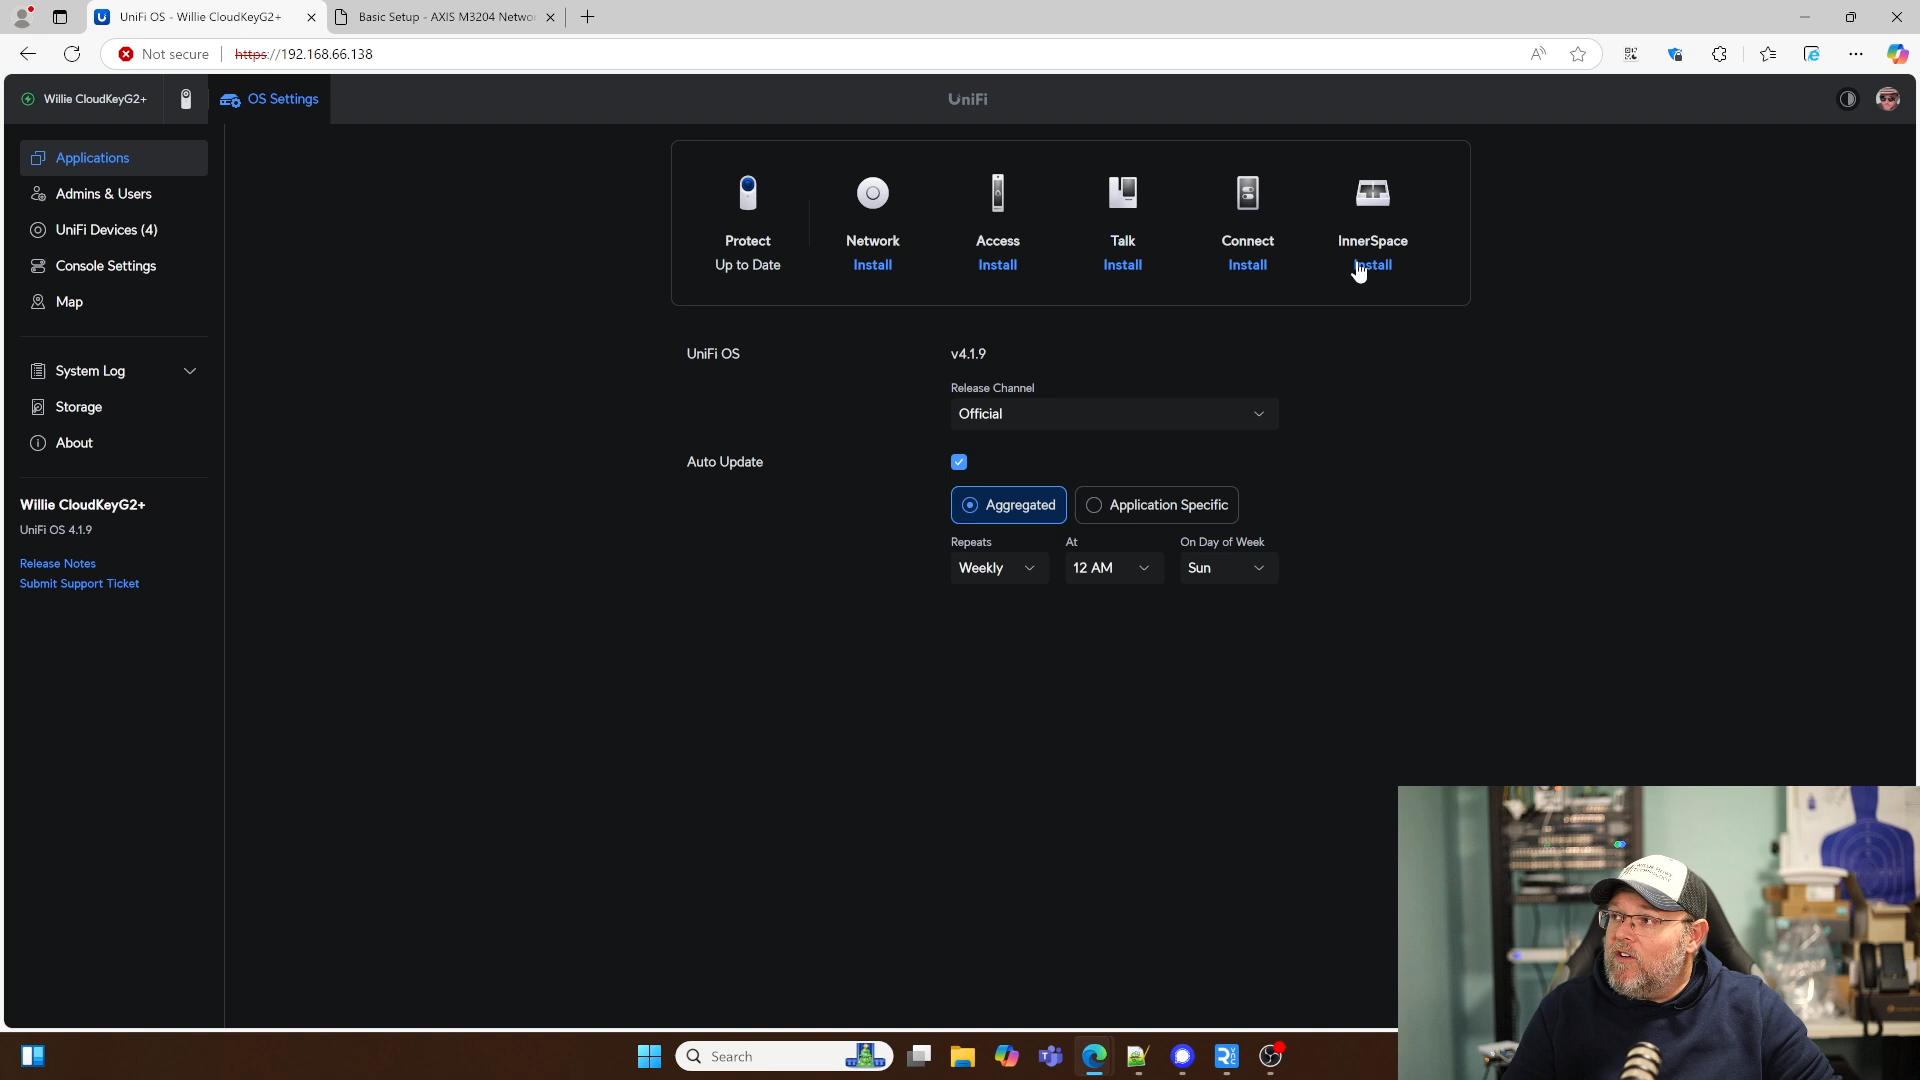 UniFi OS - Willie CloudKeyG2+
Basic Setup - AXIS M3204 Netwo
Not secure
https://192.168.66.138
Willie CloudKeyG2+
OS Settings
UniFi
Applications
Admins & Users
UniFi Devices (4)
Console Settings
Map
System Log
Storage
About
Willie CloudKeyG2+
UniFi OS 4.1.9
Release Notes
Submit Support Ticket
Protect
Up to Date
Network
Install
Access
Install
Talk
Install
Connect
Install
InnerSpace
Install
UniFi OS
v4.1.9
Release Channel
Official
Auto Update
Aggregated
Application Specific
Repeats
At
On Day of Week
Weekly
12 AM
Sun
Search